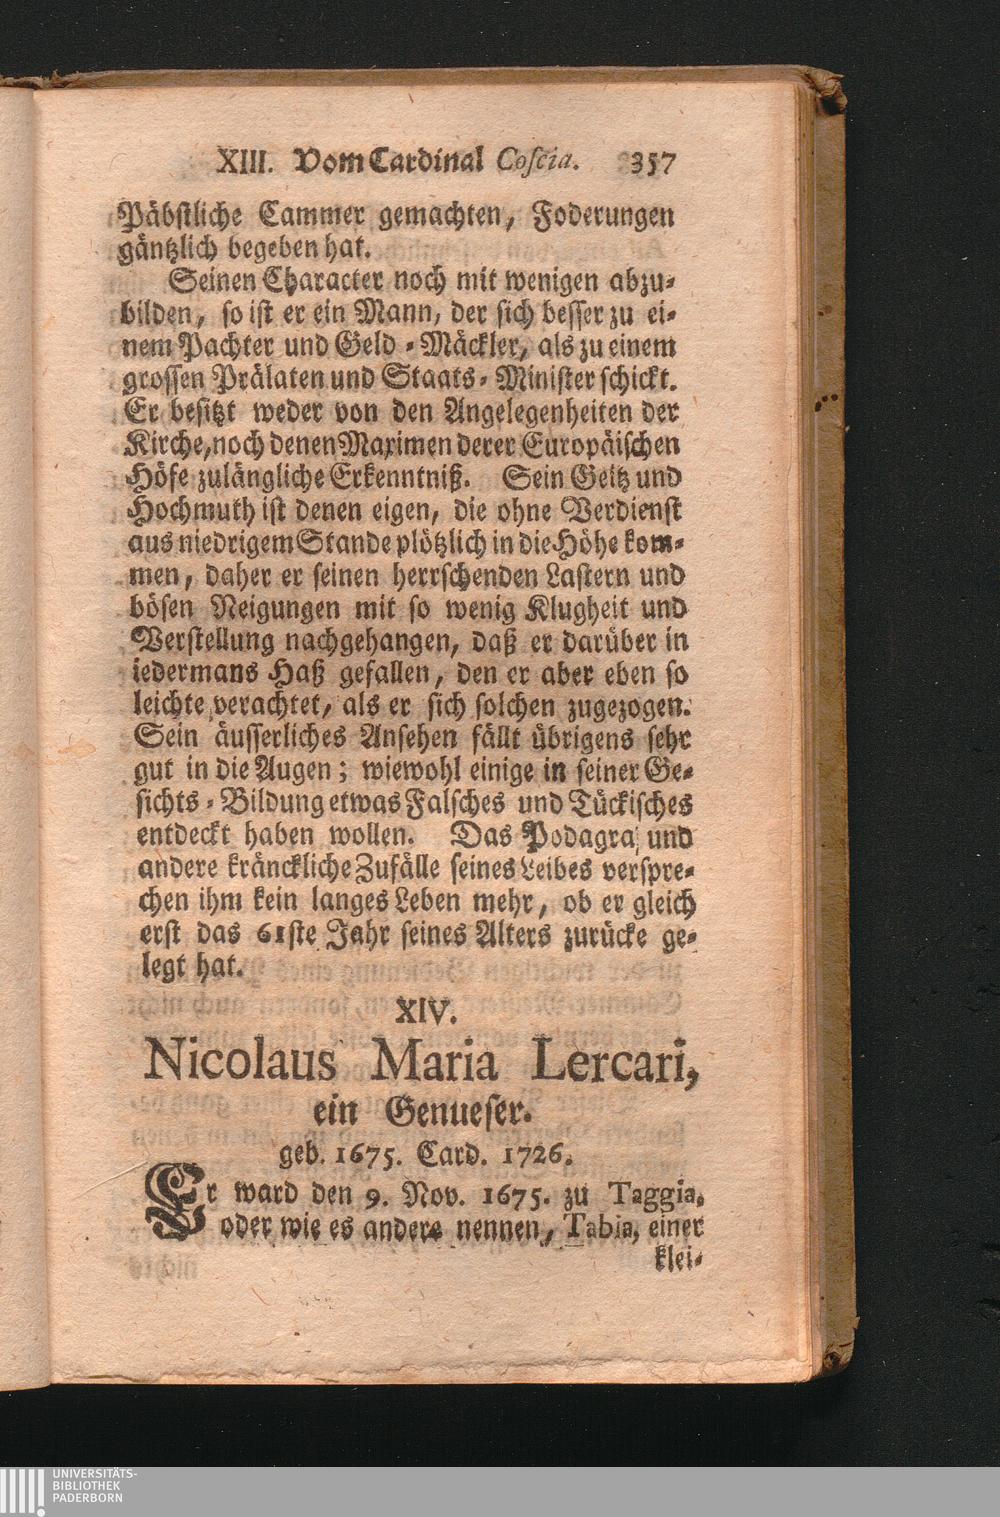 XIII. Vom Cardinal Coscia. 357
Päbstliche Cammer gemachten, Foderungen
gäntzlich begeben hat.
Seinen Character noch mit wenigen abzu-
bilden, so ist er ein Mann, der sich besser zu ei-
nem Pachter und Geld-Mäckler, als zu einem
grossen Prälaten und Staats-Minister schickt.
Er besitzt weder von den Angelegenheiten der
Kirche, noch denen Maximen derer Europäischen
Höfe zulängliche Erkenntniß. Sein Geitz und
Hochmuth ist denen eigen, die ohne Verdienst
aus niedrigem Stande plötzlich in die Höhe kom-
men, daher er seinen herrschenden Lastern und
bösen Neigungen mit so wenig Klugheit und
Verstellung nachgehangen, daß er darüber in
iedermans Haß gefallen, den er aber eben so
leichte verachtet, als er sich solchen zugezogen.
Sein äusserliches Ansehen fällt übrigens sehr
gut in die Augen; wiewohl einige in seiner Ge-
sichts-Bildung etwas Falsches und Tückisches
entdeckt haben wollen. Das Podagra und
andere kränckliche Zufälle seines Leibes verspre-
chen ihm kein langes Leben mehr, ob er gleich
erst das 61ste Jahr seines Alters zurücke ge-
legt hat.
XIV.
Nicolaus Maria Lercari,
ein Genueser.
geb. 1675. Card. 1726.
Er ward den 9. Nov. 1675. zu Taggia,
oder wie es andere nennen, Tabia, einer
klei-
UNIVERSITÄTS-
BIBLIOTHEK
PADERBORN